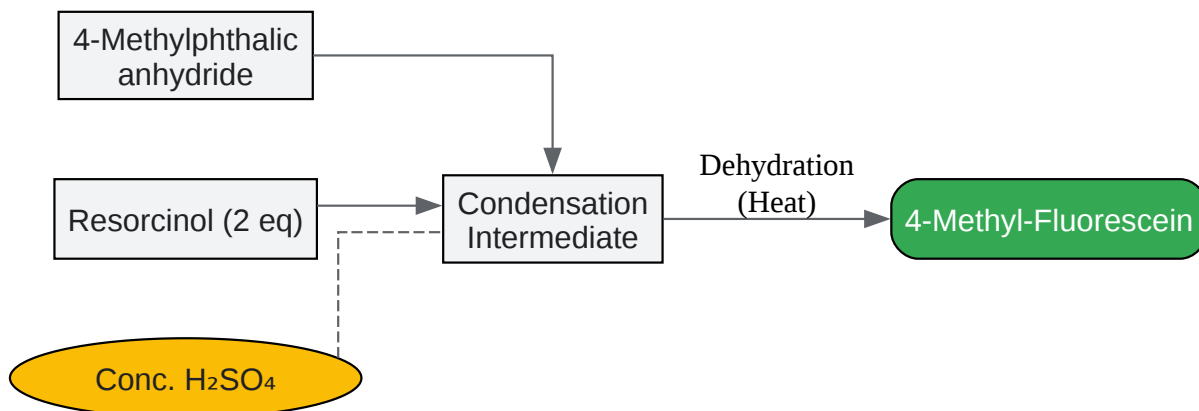 4-Methylphthalic
anhydride
Resorcinol (2 eq)
Condensation
Intermediate
Dehydration
(Heat)
4-Methyl-Fluorescein
Conc. H₂SO₄